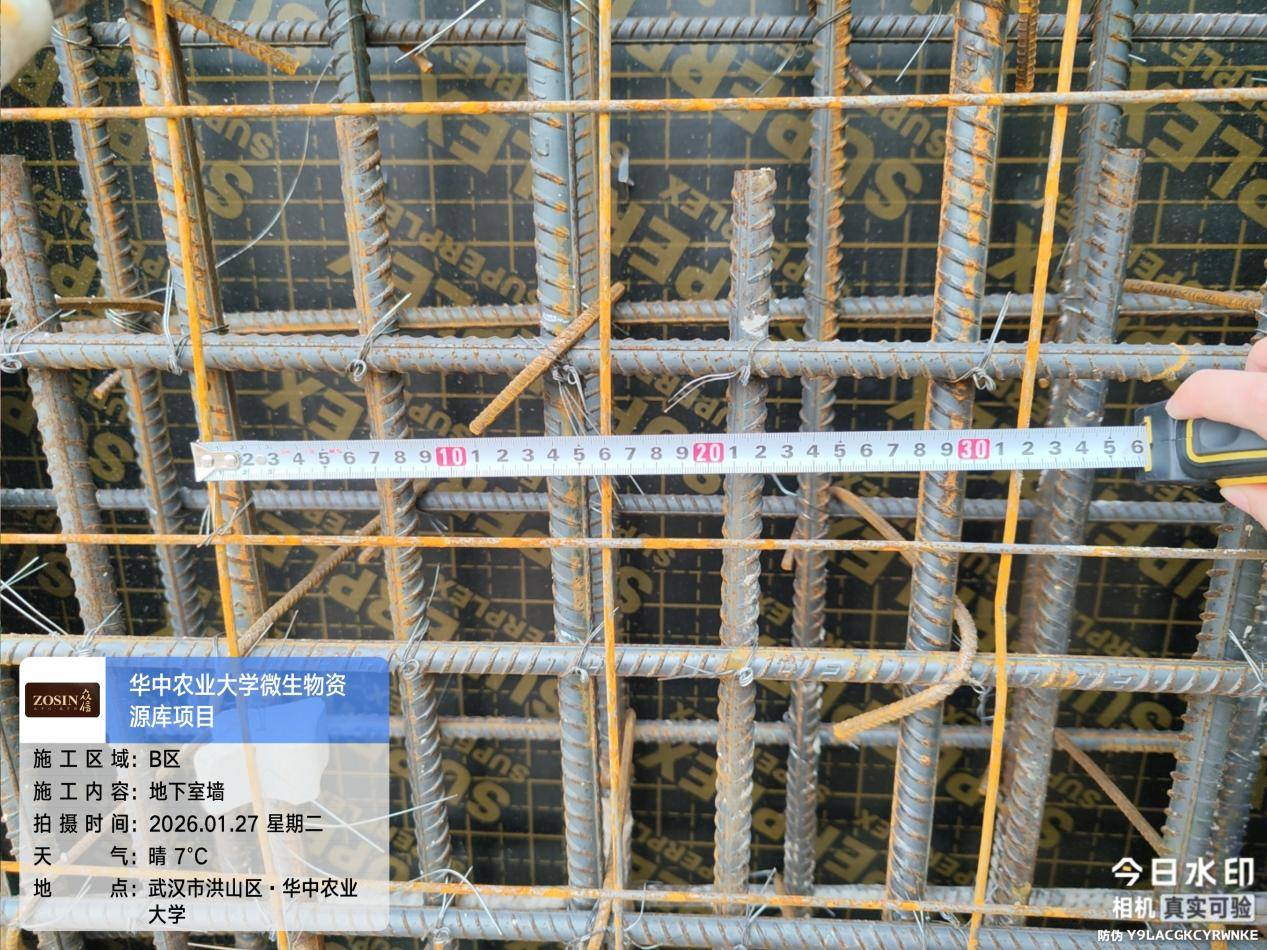 SUPERPLEX
SUPERPLEX
2 3 4 5 6 7 8 9 10 1 2 3 4 5 6 7 8 9 20 1 2 3 4 5 6 7 8 9 30 1 2 3 4 5 6
ZOSIN 众信
华中农业大学微生物资
源库项目
施工区域：B区
施工内容：地下室墙
拍摄时间：2026.01.27 星期二
天气：晴 7°C
地点：武汉市洪山区·华中农业
大学
今日水印
相机 真实可验
防伪 Y9LACGKCYRWNKE